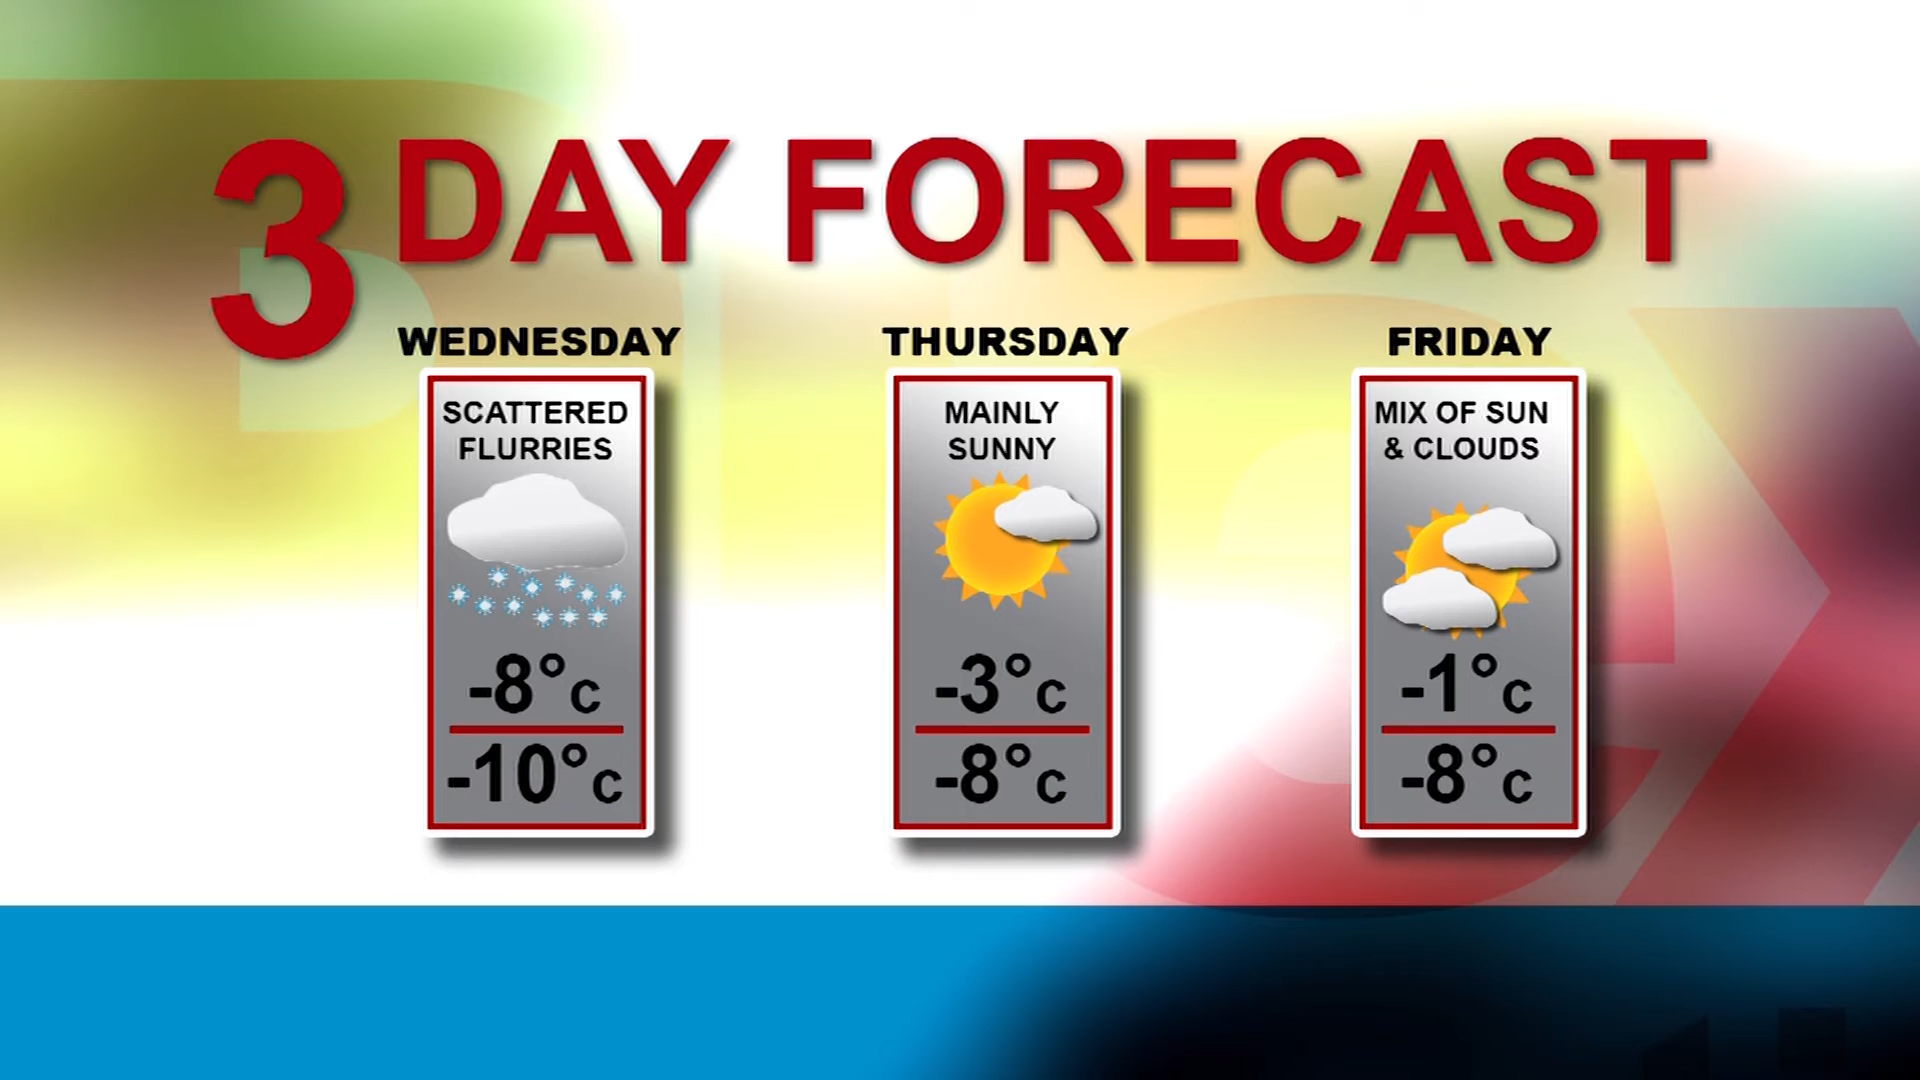 3 DAY FORECAST
WEDNESDAY
SCATTERED
FLURRIES
-8°C
-10°C
THURSDAY
MAINLY
SUNNY
-3°C
-8°C
FRIDAY
MIX OF SUN
& CLOUDS
-1°C
-8°C